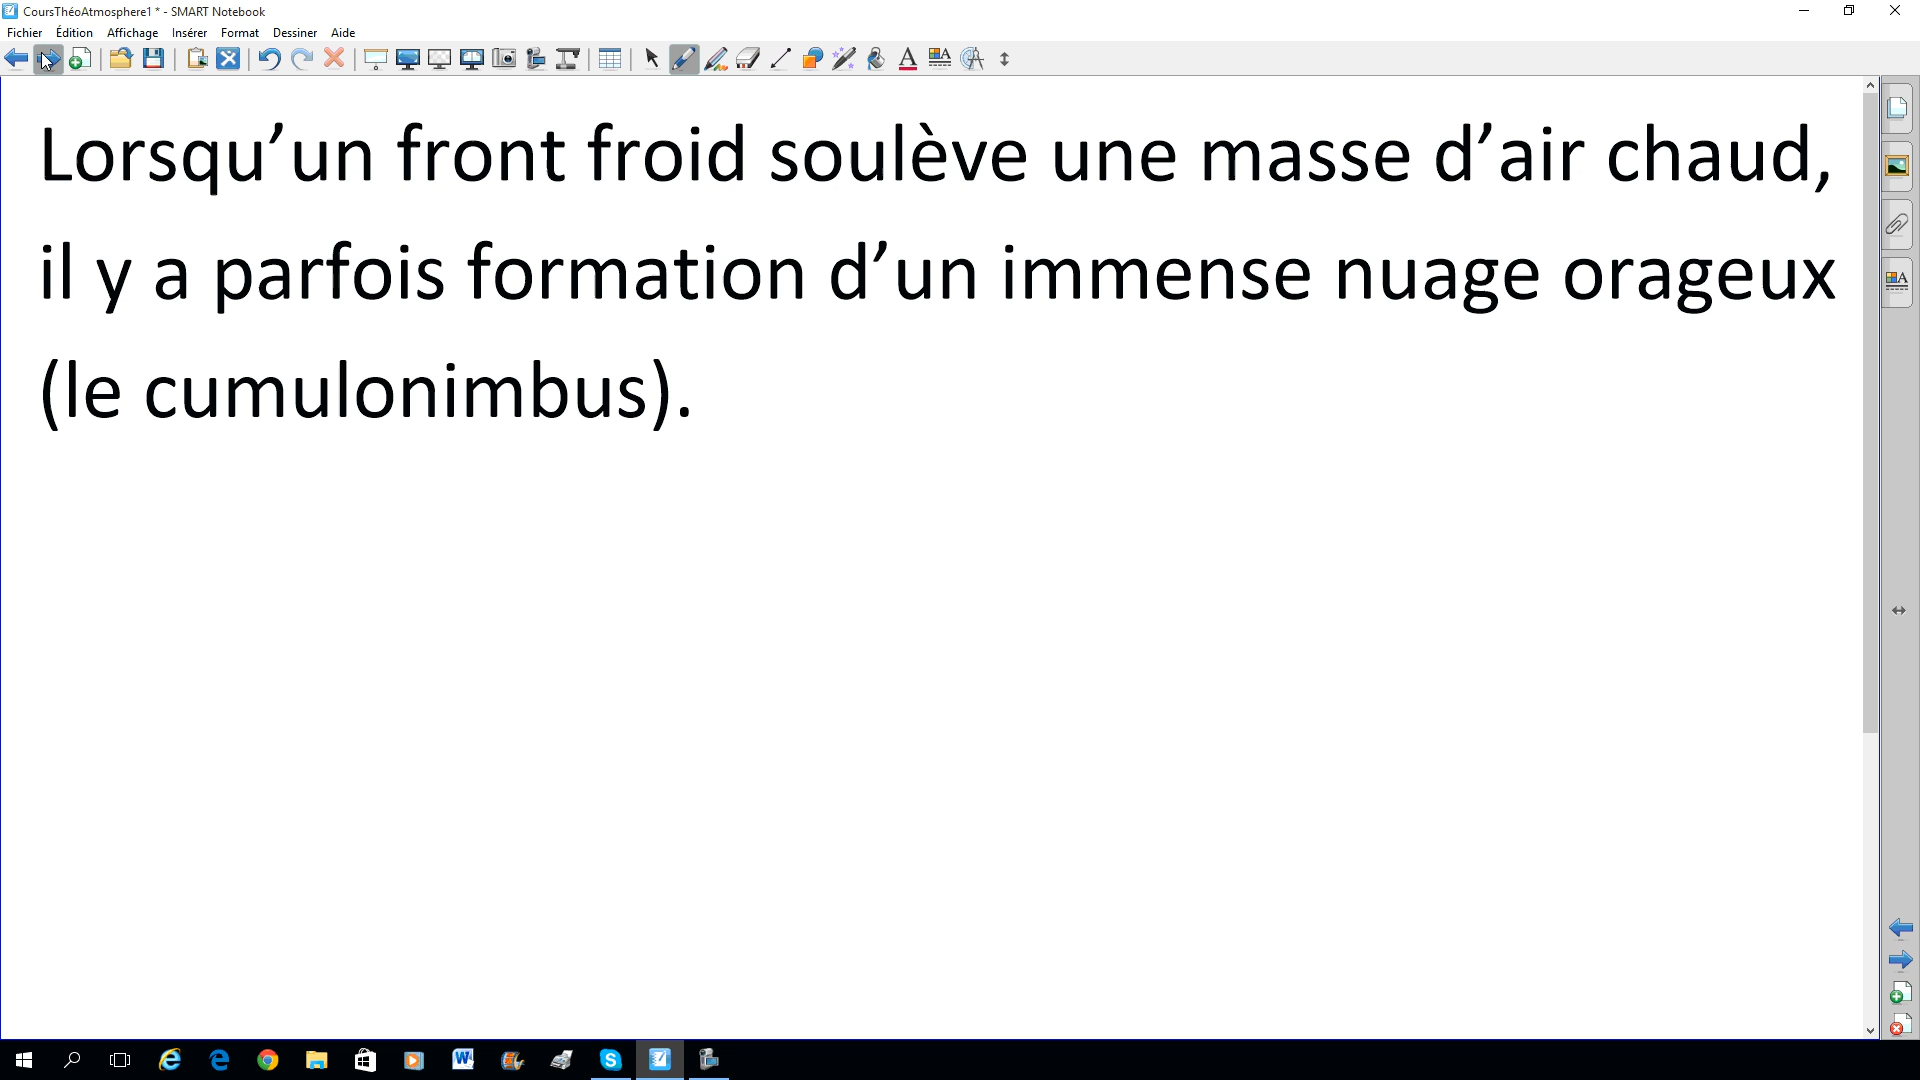 CoursThéoAtmosphere1 * - SMART Notebook
Fichier Édition Affichage Insérer Format Dessiner Aide
Lorsqu’un front froid soulève une masse d’air chaud,
il y a parfois formation d’un immense nuage orageux
(le cumulonimbus).